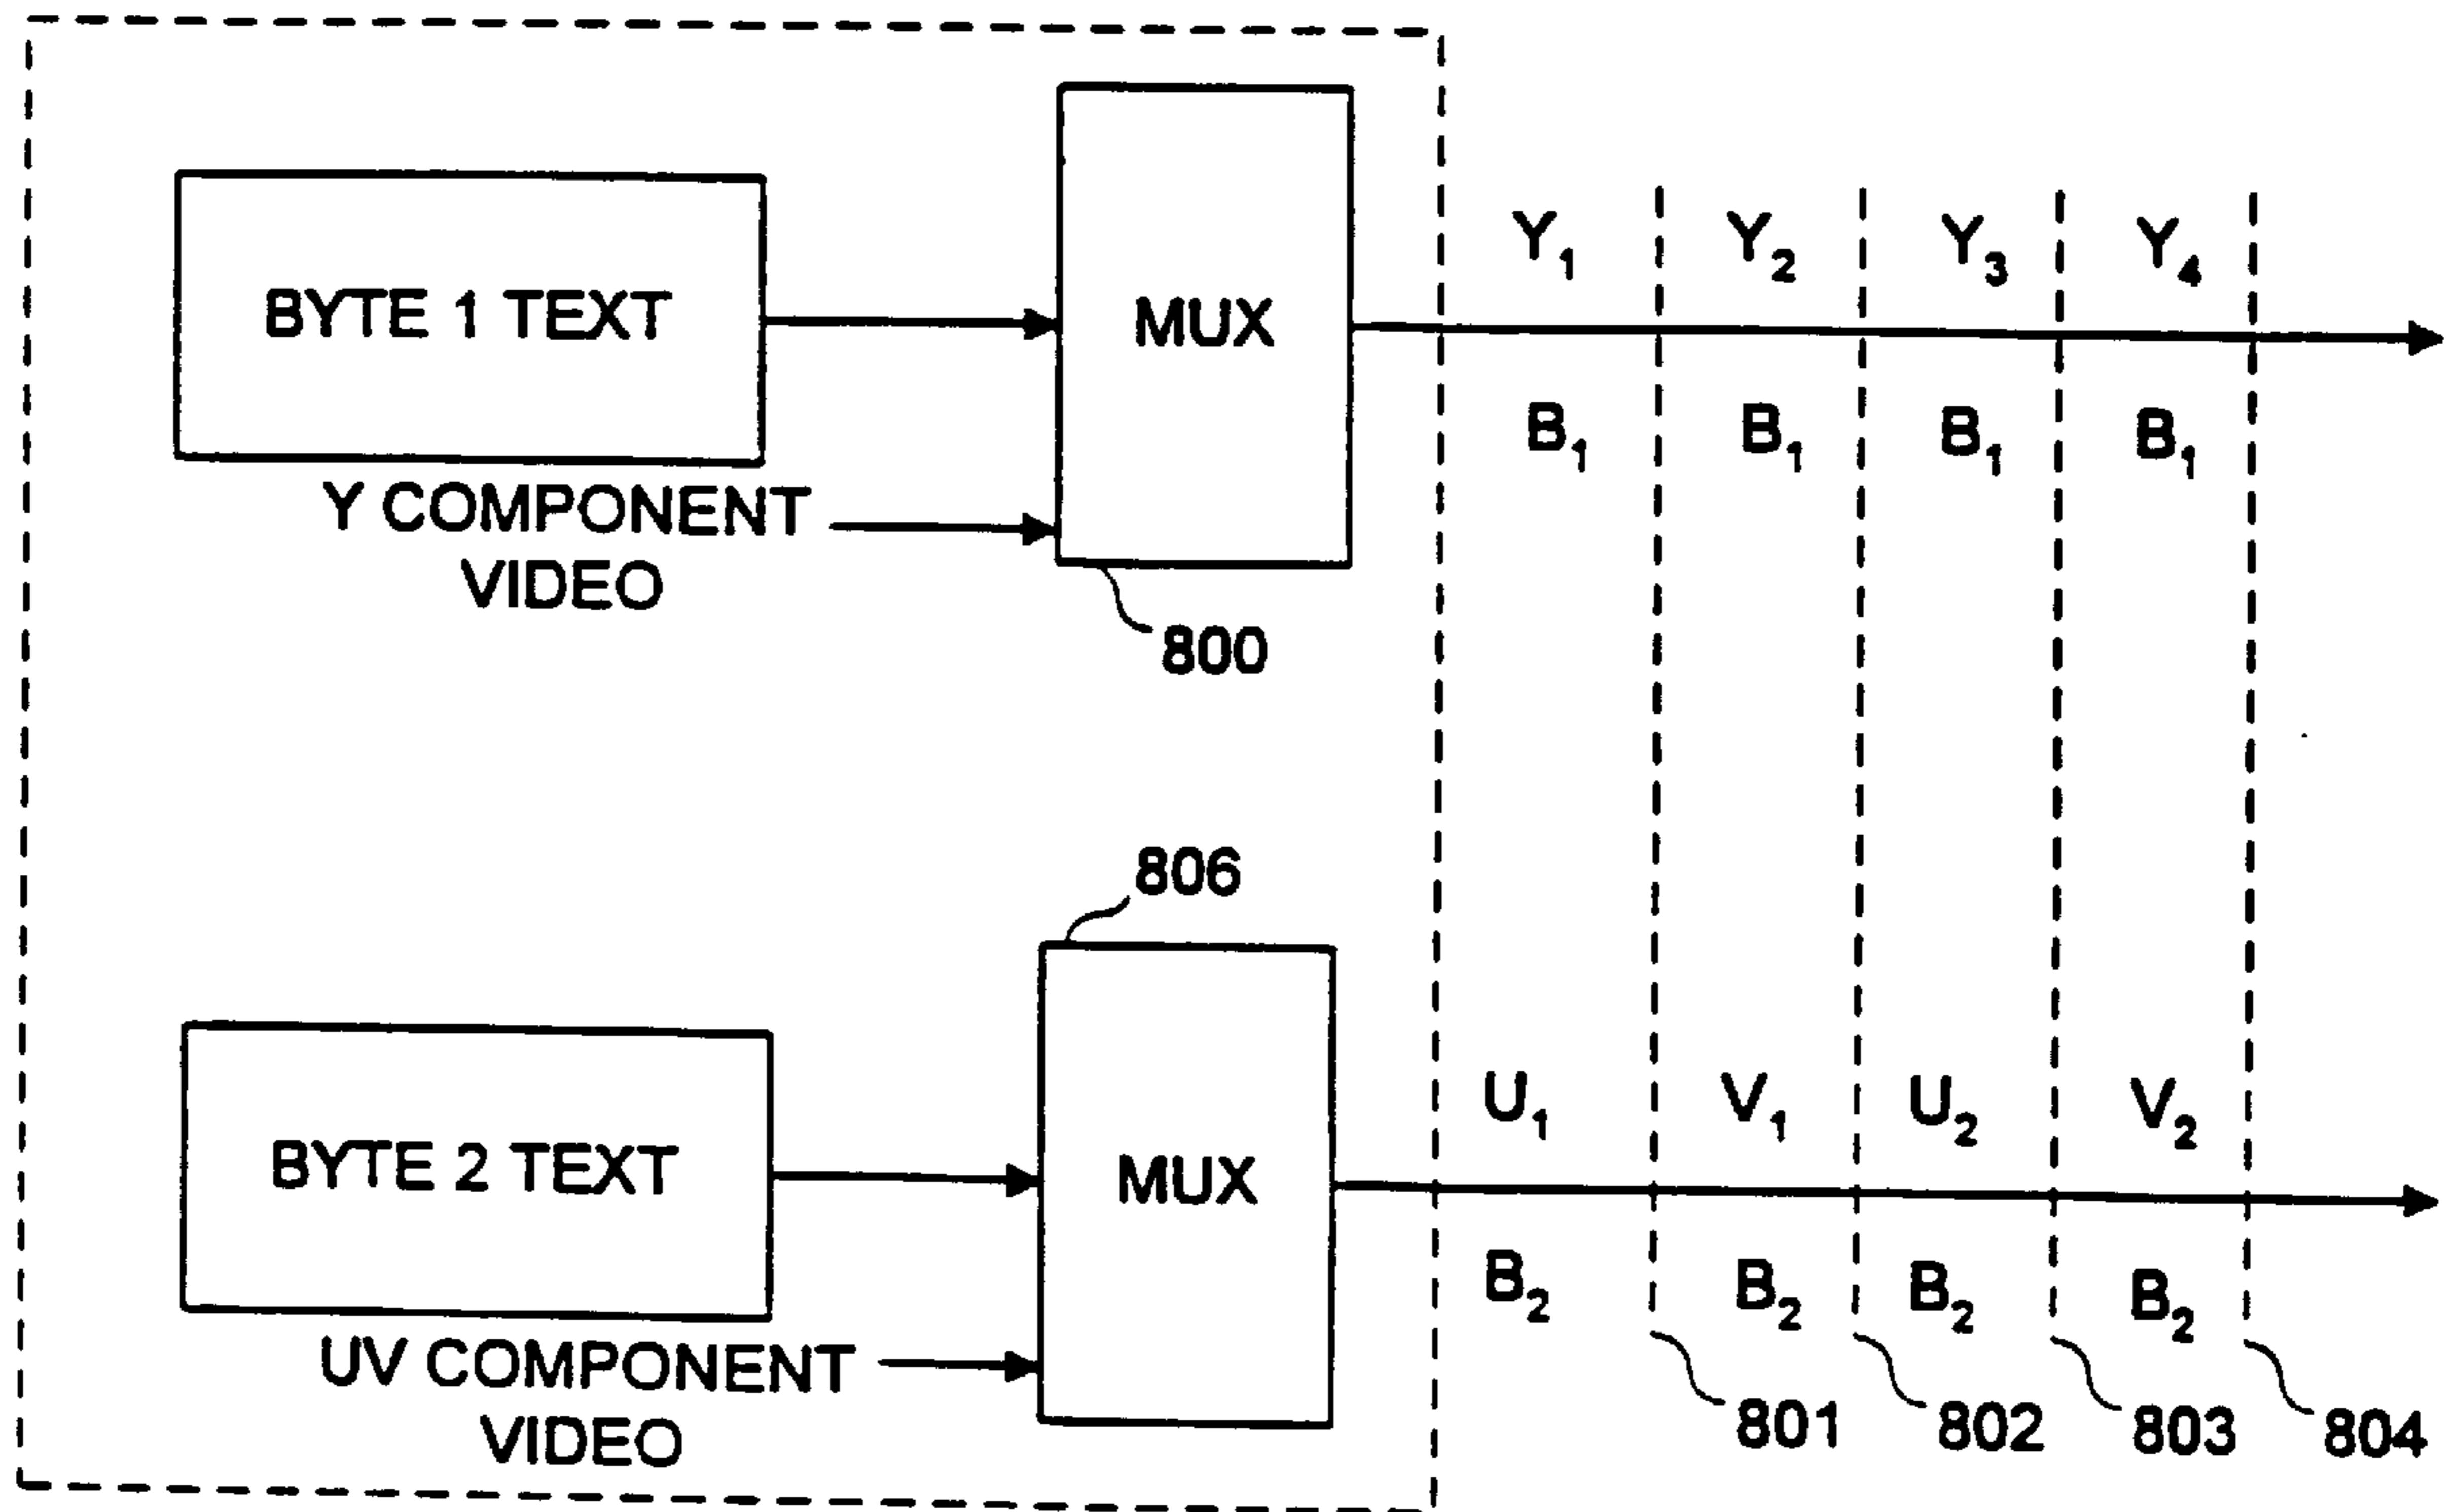 BYTE 1 TEXT
MUX
Y₁ Y₂ Y₃ Y₄
B₁ B₁ B₁ B₁
Y COMPONENT
VIDEO
800
806
BYTE 2 TEXT
MUX
U₁ V₁ U₂ V₂
B₂ B₂ B₂ B₂
UV COMPONENT
VIDEO
801 802 803 804